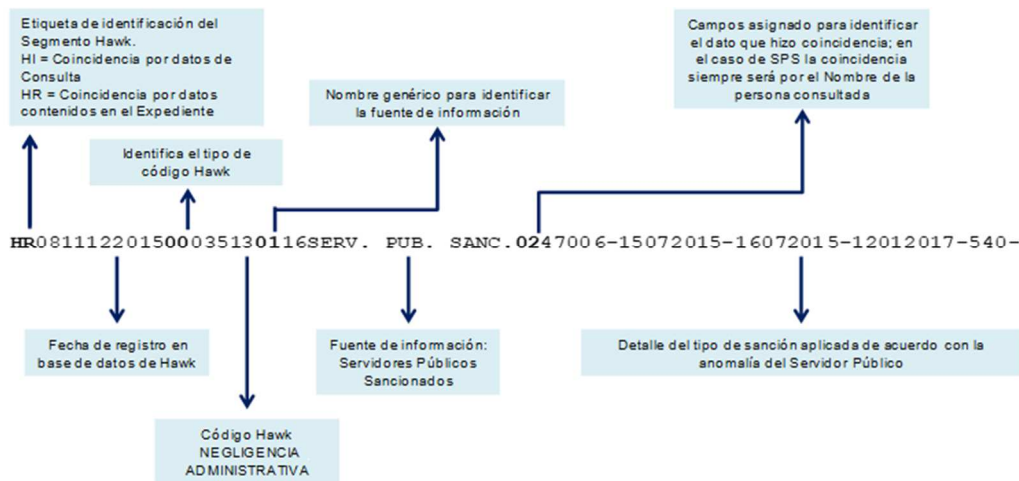 Etiqueta de identificación del
Segmento Hawk.
HI = Coincidencia por datos de
Consulta
HR = Coincidencia por datos
contenidos en el Expediente
Identifica el tipo de
código Hawk
Nombre genérico para identificar
la fuente de información
Campos asignado para identificar
el dato que hizo coincidencia; en
el caso de SPS la coincidencia
siempre será por el Nombre de la
persona consultada
HR081112201500035130116SERV. PUB. SANC.0247006-15072015-16072015-12012017-540-
Fecha de registro en
base de datos de Hawk
Código Hawk
NEGLIGENCIA
ADMINISTRATIVA
Fuente de información:
Servidores Públicos
Sancionados
Detalle del tipo de sanción aplicada de acuerdo con la
anomalía del Servidor Público